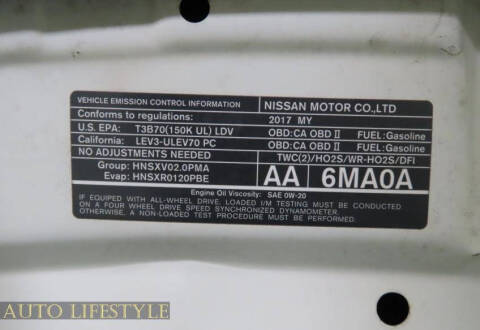 VEHICLE EMISSION CONTROL INFORMATION NISSAN MOTOR CO.,LTD
Conforms to regulations: 2017 MY
U.S. EPA: T3B70(150K UL) LDV OBD:CA OBD II FUEL:Gasoline
California: LEV3-ULEV70 PC OBD:CA OBD II FUEL:Gasoline
NO ADJUSTMENTS NEEDED TWC(2)/HO2S/WR-HO2S/DFI
Group: HNSXV02.0PMA
Evap: HNSXR0120PBE
AA 6MA0A
Engine Oil Viscosity: SAE 0W-20
EQUIPPED WITH ALL-WHEEL DRIVE. LOADED I/M TESTING MUST BE CONDUCTED
ON A FOUR WHEEL DRIVE SPEED SYNCHRONIZED DYNAMOMETER.
OTHERWISE, A NON-LOADED TEST PROCEDURE MUST BE PERFORMED.
AUTO LIFESTYLE